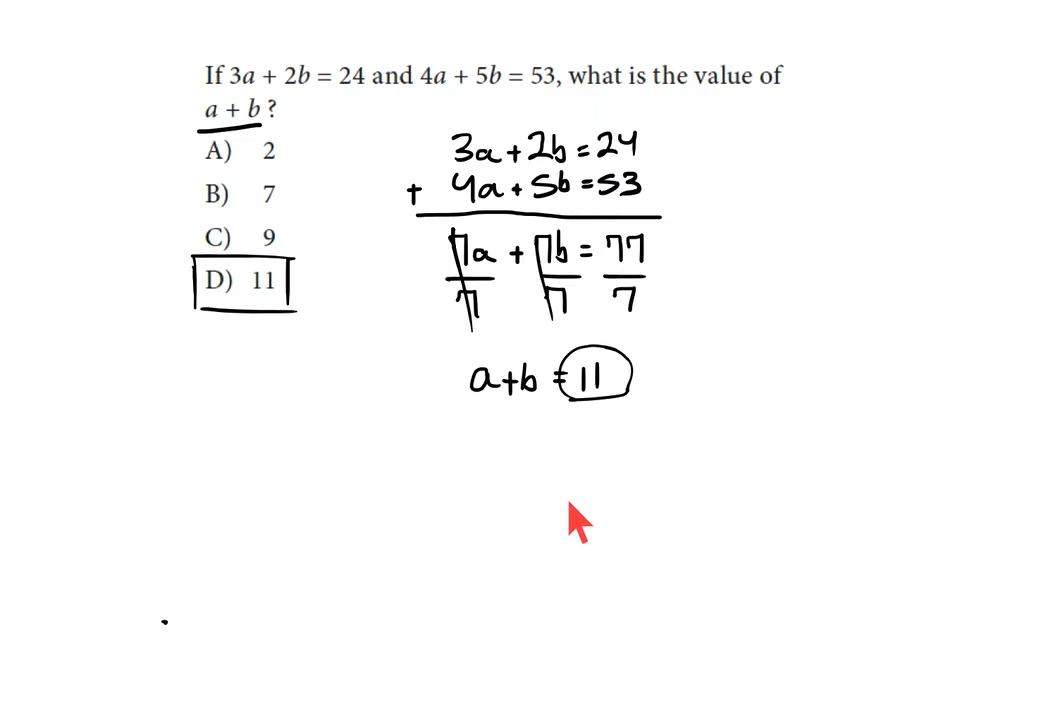 If 3a + 2b = 24 and 4a + 5b = 53, what is the value of
a + b ?
A) 2
B) 7
C) 9
D) 11
3a + 2b = 24
+ 4a + 5b = 53
7a + 7b = 77
7 7 7
a+b = 11